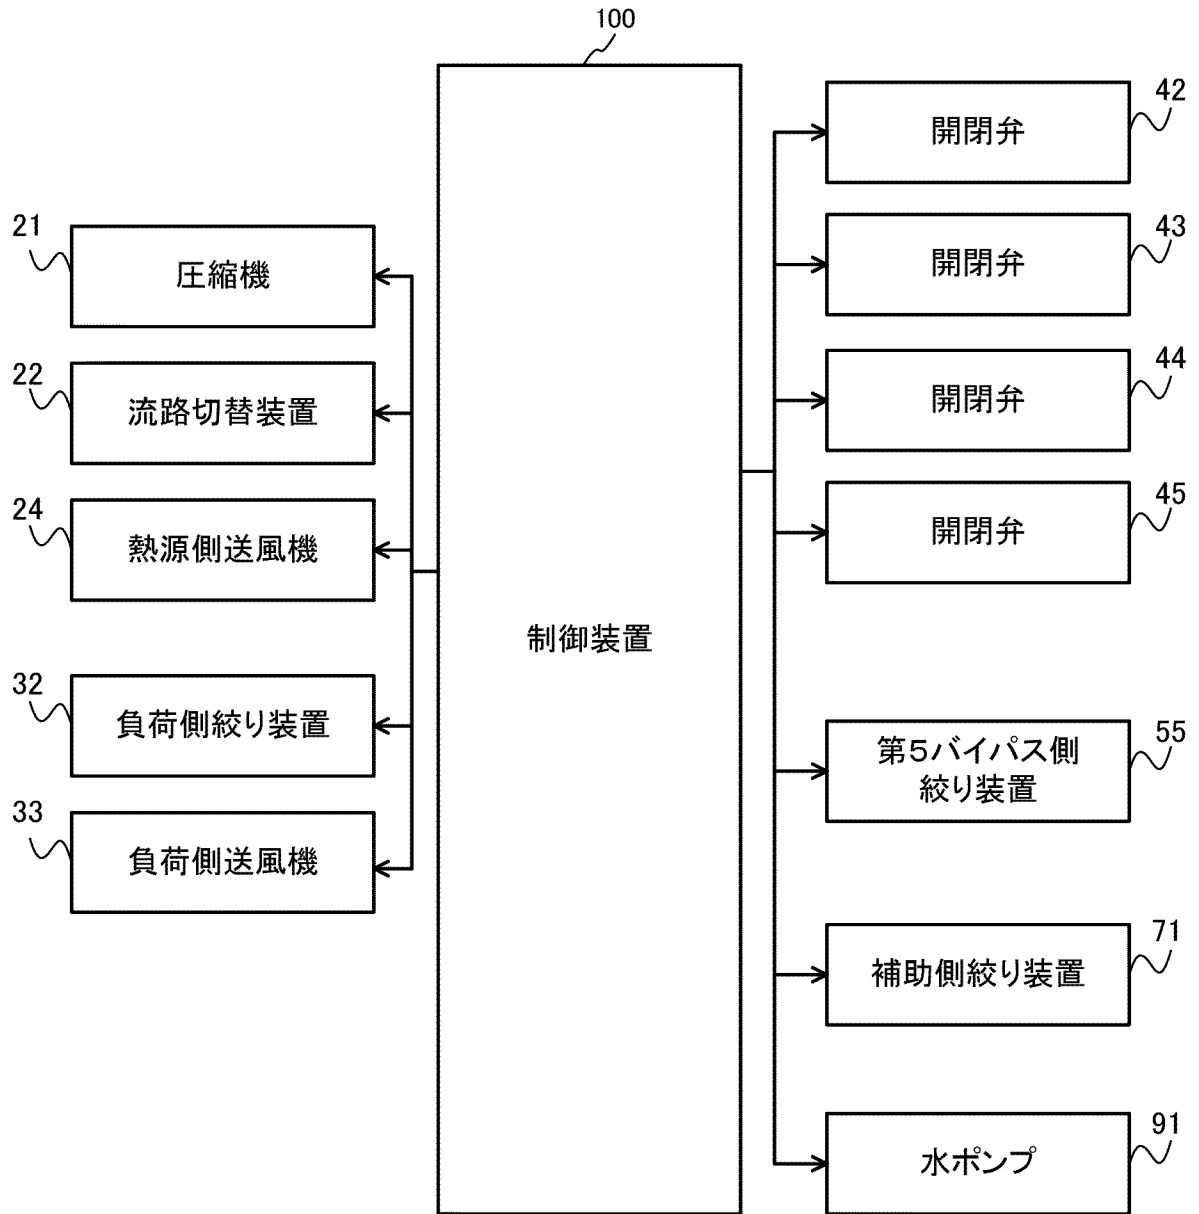 100
21
圧縮機
22
流路切替装置
24
熱源側送風機
32
負荷側絞り装置
33
負荷側送風機
制御装置
42
開閉弁
43
開閉弁
44
開閉弁
45
開閉弁
55
第5バイパス側
絞り装置
71
補助側絞り装置
91
水ポンプ